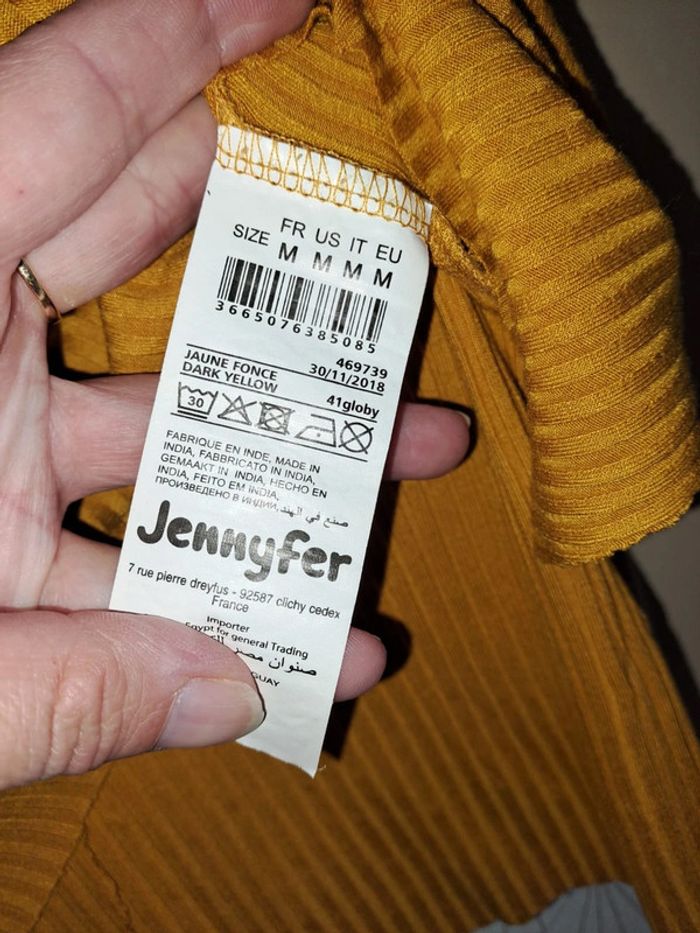 FR US IT EU
SIZE M M M M
3665076385085
469739
JAUNE FONCE 30/11/2018
DARK YELLOW
41globy
30
FABRIQUE EN INDE, MADE IN
INDIA, FABBRICATO IN INDIA,
GEMAAKT IN INDIA, HECHO EN
INDIA, FEITO EM INDIA,
ПРОИЗВЕДЕНО В ИНДИИ, صنع في الهند
Jennyfer
7 rue pierre dreyfus - 92587 clichy cedex
France
Importer
Egypt for general Trading
صنوان مصر